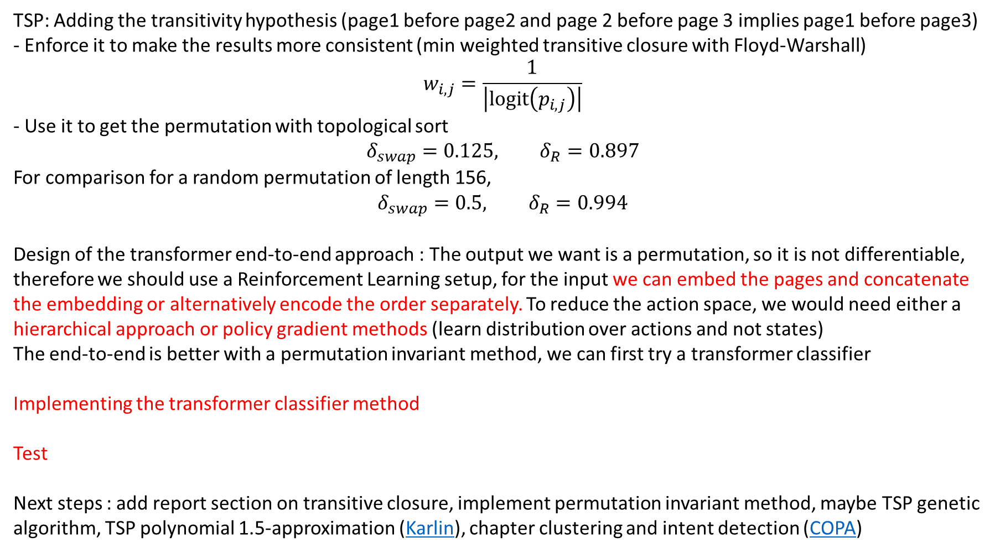 TSP: Adding the transitivity hypothesis (page1 before page2 and page 2 before page 3 implies page1 before page3)
- Enforce it to make the results more consistent (min weighted transitive closure with Floyd-Warshall)
w_{i,j} = \frac{1}{|logit(p_{i,j})|}
- Use it to get the permutation with topological sort
δ_{swap} = 0.125, δ_R = 0.897
For comparison for a random permutation of length 156,
δ_{swap} = 0.5, δ_R = 0.994
Design of the transformer end-to-end approach : The output we want is a permutation, so it is not differentiable,
therefore we should use a Reinforcement Learning setup, for the input we can embed the pages and concatenate
the embedding or alternatively encode the order separately. To reduce the action space, we would need either a
hierarchical approach or policy gradient methods (learn distribution over actions and not states)
The end-to-end is better with a permutation invariant method, we can first try a transformer classifier
Implementing the transformer classifier method
Test
Next steps : add report section on transitive closure, implement permutation invariant method, maybe TSP genetic
algorithm, TSP polynomial 1.5-approximation (Karlin), chapter clustering and intent detection (COPA)